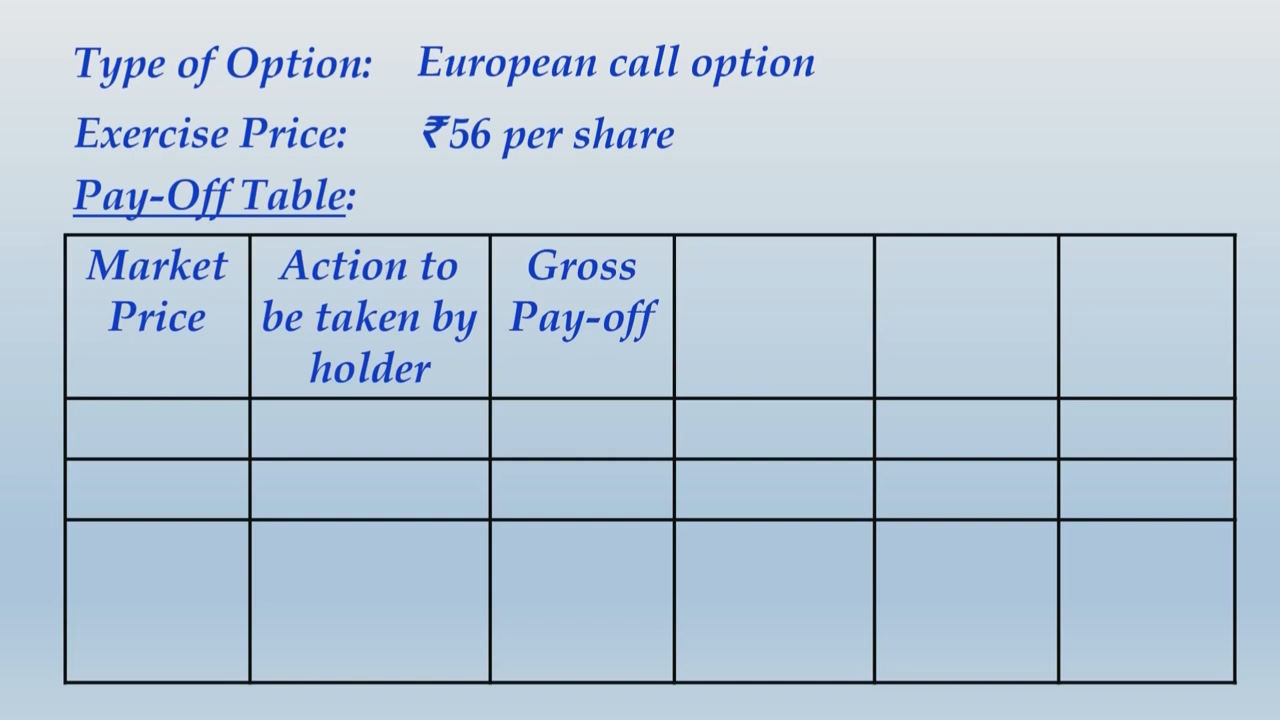 Type of Option: European call option
Exercise Price: ₹56 per share
Pay-Off Table:
Market Price
Action to be taken by holder
Gross Pay-off